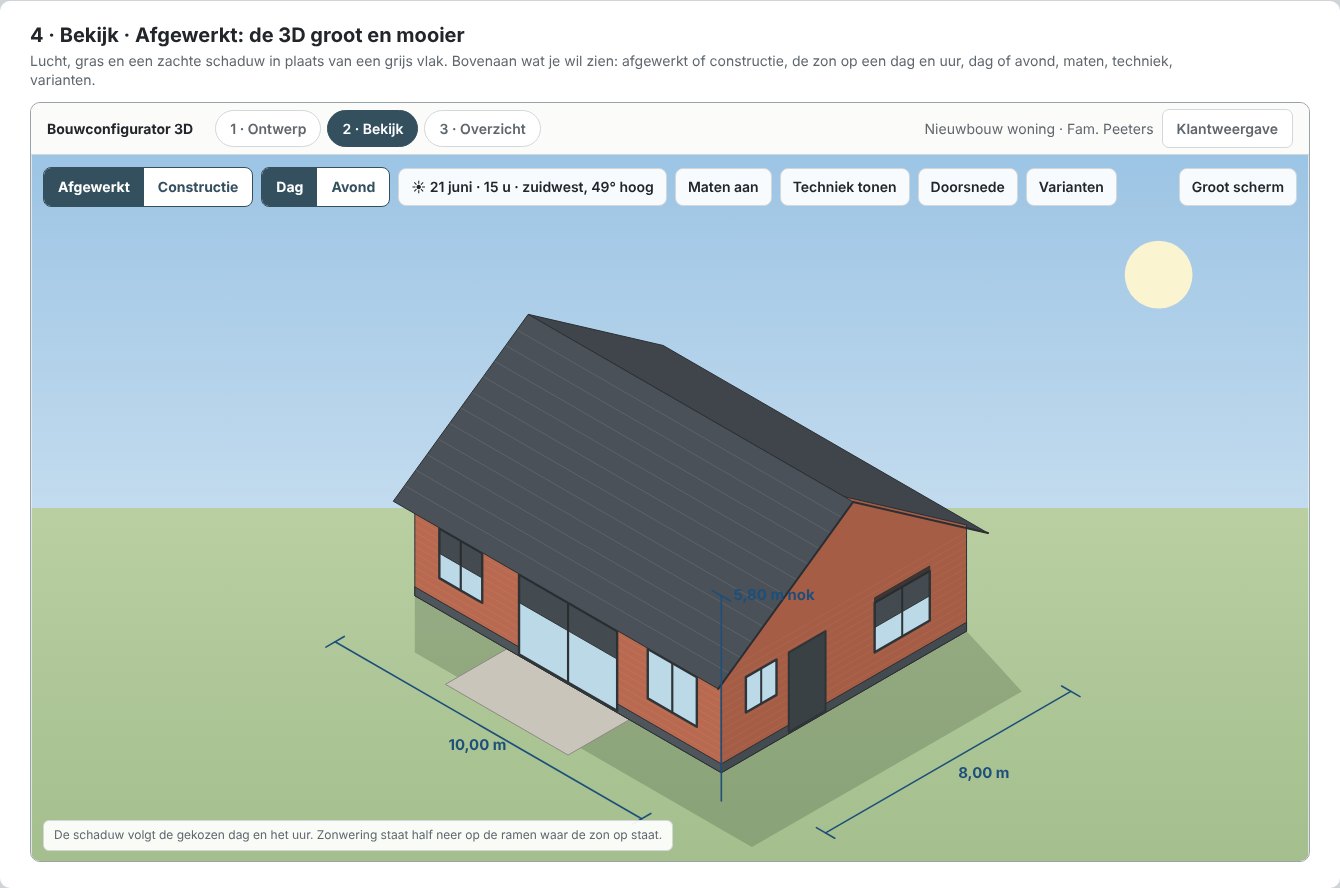 4 · Bekijk · Afgewerkt: de 3D groot en mooier
Lucht, gras en een zachte schaduw in plaats van een grijs vlak. Bovenaan wat je wil zien: afgewerkt of constructie, de zon op een dag en uur, dag of avond, maten, techniek,
varianten.
Bouwconfigurator 3D
1 · Ontwerp
2 · Bekijk
3 · Overzicht
Nieuwbouw woning · Fam. Peeters
Klantweergave
Afgewerkt
Constructie
Dag
Avond
☀ 21 juni · 15 u · zuidwest, 49° hoog
Maten aan
Techniek tonen
Doorsnede
Varianten
Groot scherm
5,80 m nok
10,00 m
8,00 m
De schaduw volgt de gekozen dag en het uur. Zonwering staat half neer op de ramen waar de zon op staat.